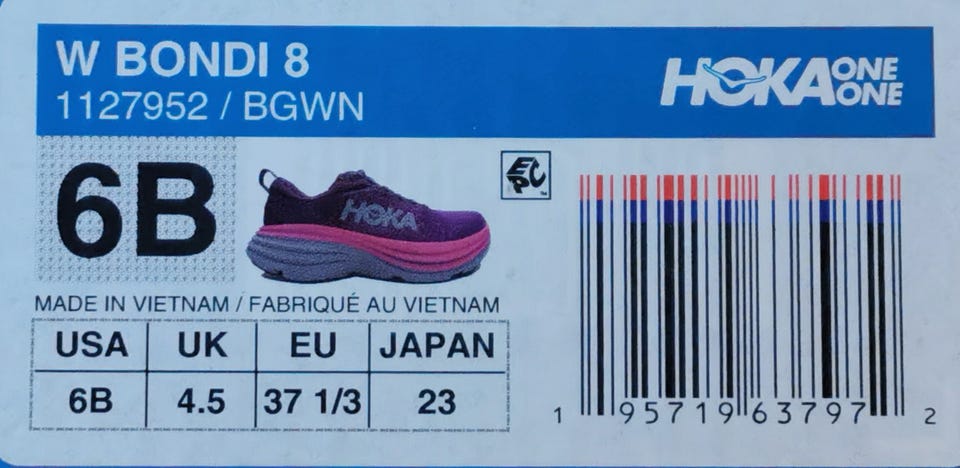 W BONDI 8
1127952 / BGWN
HOKA ONE ONE
6B
HOKA
EPC
MADE IN VIETNAM / FABRIQUÉ AU VIETNAM
USA UK EU JAPAN
6B 4.5 37 1/3 23
1 95719 63797 2